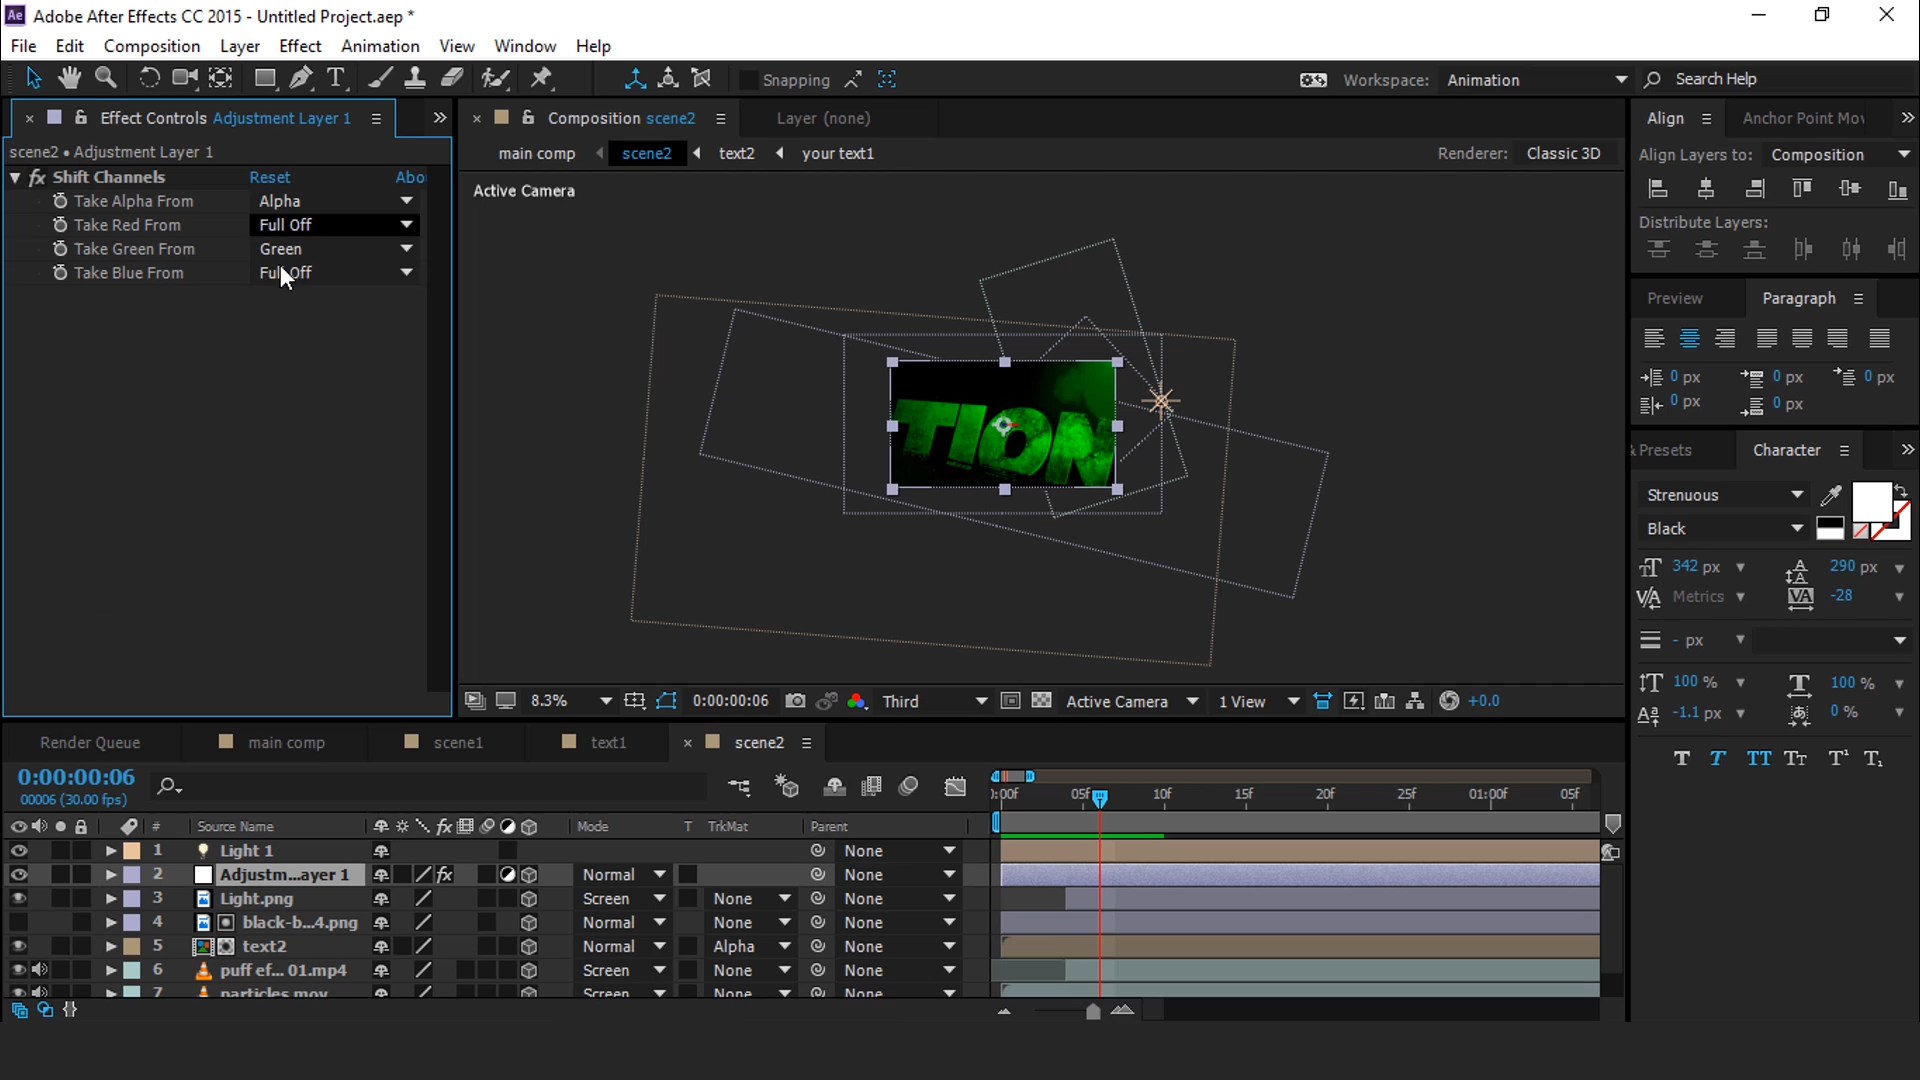 Ae Adobe After Effects CC 2015 - Untitled Project.aep *
File Edit Composition Layer Effect Animation View Window Help
T Snapping Workspace: Animation Search Help
Effect Controls Adjustment Layer 1
scene2 • Adjustment Layer 1
fx Shift Channels Reset Abo
Take Alpha From Alpha
Take Red From Full Off
Take Green From Green
Take Blue From Full Off
Composition scene2 Layer (none)
main comp scene2 text2 your text1
Renderer: Classic 3D
Active Camera
TION
8.3% 0:00:00:06 Third Active Camera 1 View +0.0
Align Anchor Point Mov
Align Layers to: Composition
Distribute Layers:
Preview Paragraph
0 px 0 px 0 px
0 px 0 px
& Presets Character
Strenuous
Black
342 px 290 px
Metrics -28
- px
100 % 100 %
-1.1 px 0 %
T T TT Tr T¹ T₁
Render Queue main comp scene1 text1 scene2
0:00:00:06
00006 (30.00 fps)
):00f 05f 10f 15f 20f 25f 01:00f 05f
# Source Name fx Mode T TrkMat Parent
1 Light 1 None
2 Adjustm...ayer 1 fx Normal None
3 Light.png Screen None None
4 black-b...4.png Normal None None
5 text2 Normal Alpha None
6 puff ef... 01.mp4 Screen None None
7 particles.mov Screen None None